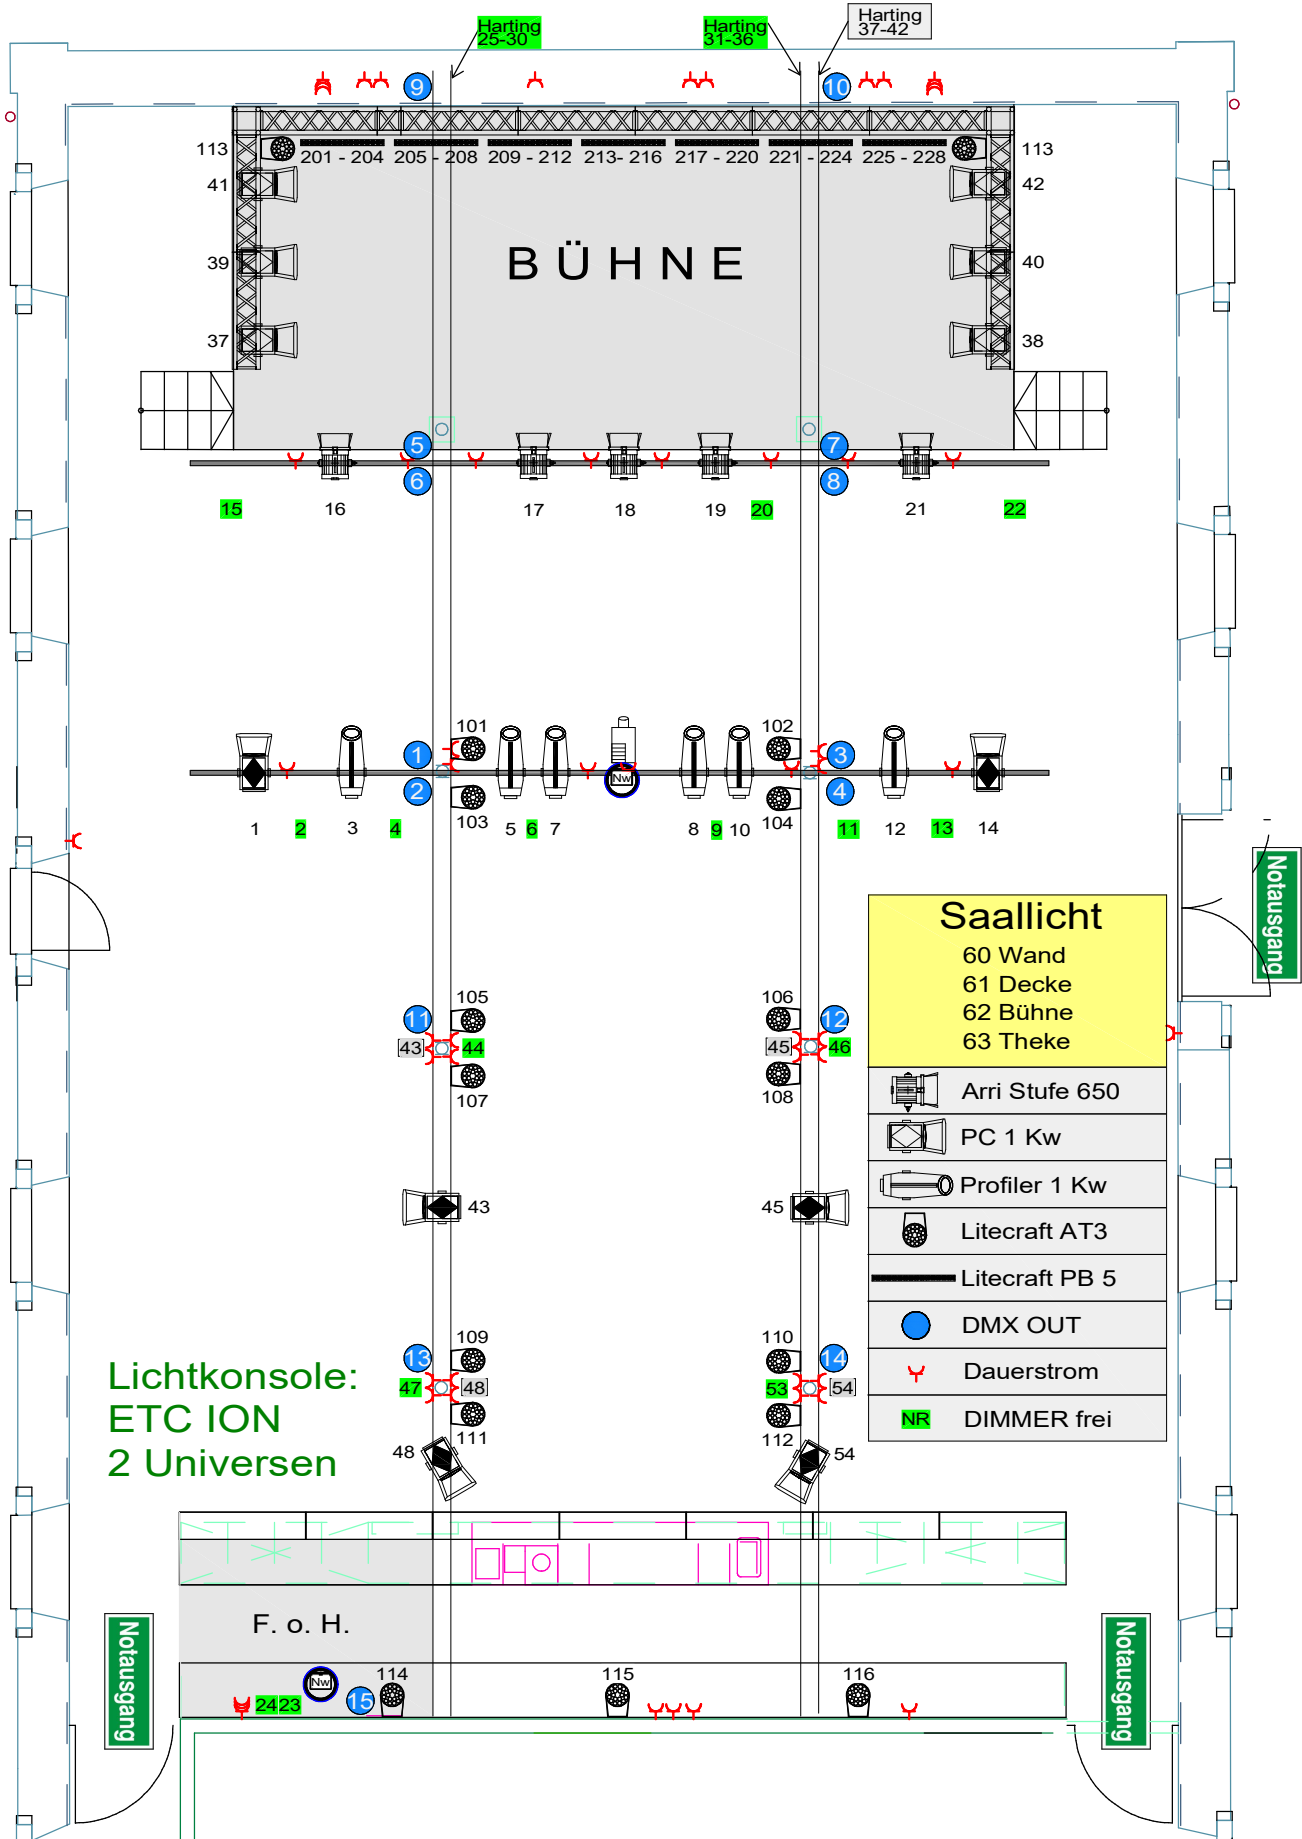 Harting
25-30
Harting
31-36
Harting
37-42
9
10
113
201 - 204
205 - 208
209 - 212
213- 216
217 - 220
221 - 224
225 - 228
113
41
42
BÜHNE
39
40
37
38
5
7
6
8
15
16
17
18
19
20
21
22
101
102
1
3
Nw
2
4
103
104
1
2
3
4
5
6
7
8
9
10
11
12
13
14
Notausgang
Saallicht
60 Wand
61 Decke
62 Bühne
63 Theke
105
106
11
12
[43]
44
[45]
46
107
108
Arri Stufe 650
PC 1 Kw
Profiler 1 Kw
Litecraft AT3
Litecraft PB 5
DMX OUT
Dauerstrom
NR DIMMER frei
43
45
109
110
13
14
47
[48]
53
[54]
111
112
48
54
Lichtkonsole:
ETC ION
2 Universen
F. o. H.
Notausgang
Notausgang
Nw
114
115
116
24
23
15